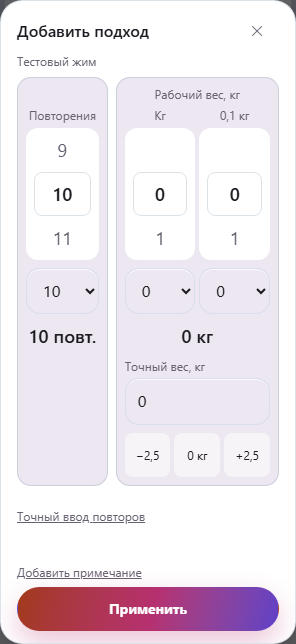 Добавить подход
Тестовый жим
Рабочий вес, кг
Повторения
Кг
0,1 кг
9
10
0
0
11
1
1
10
0
0
10 повт.
0 кг
Точный вес, кг
0
−2,5
0 кг
+2,5
Точный ввод повторов
Добавить примечание
Применить